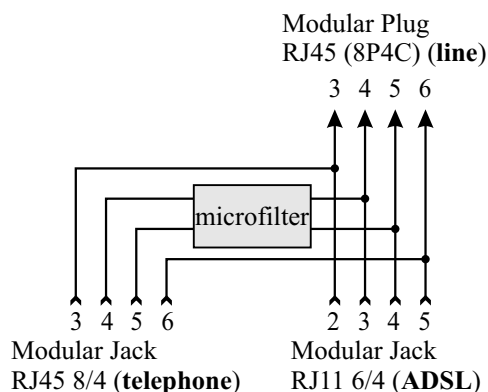 Modular Plug
RJ45 (8P4C) (line)
3 4 5 6
microfilter
3 4 5 6
2 3 4 5
Modular Jack
RJ45 8/4 (telephone)
Modular Jack
RJ11 6/4 (ADSL)